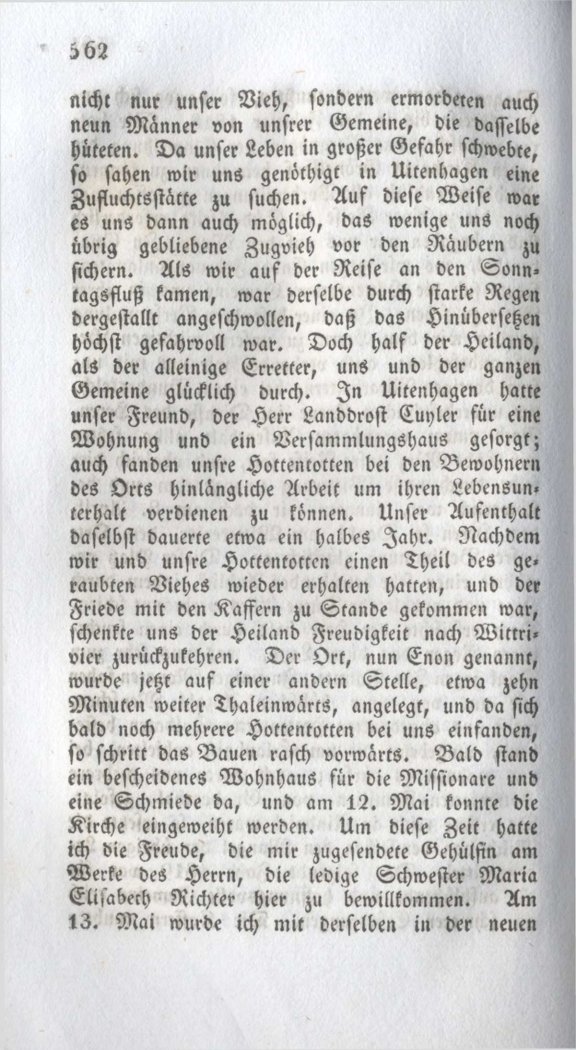 562
nicht nur unser Vieh, sondern ermordeten auch
neun Männer von unsrer Gemeine, die dasselbe
hüteten. Da unser Leben in großer Gefahr schwebte,
so sahen wir uns genöthigt in Uitenhagen eine
Zufluchtsstätte zu suchen. Auf diese Weise war
es uns dann auch möglich, das wenige uns noch
übrig gebliebene Zugvieh vor den Räubern zu
sichern. Als wir auf der Reise an den Sonn-
tagsfluß kamen, war derselbe durch starke Regen
dergestallt angeschwollen, daß das Hinübersetzen
höchst gefahrvoll war. Doch half der Heiland,
als der alleinige Erretter, uns und der ganzen
Gemeine glücklich durch. In Uitenhagen hatte
unser Freund, der Herr Landdrost Cuyler für eine
Wohnung und ein Versammlungshaus gesorgt;
auch fanden unsre Hottentotten bei den Bewohnern
des Orts hinlängliche Arbeit um ihren Lebensun-
terhalt verdienen zu können. Unser Aufenthalt
daselbst dauerte etwa ein halbes Jahr. Nachdem
wir und unsre Hottentotten einen Theil des ge-
raubten Viehes wieder erhalten hatten, und der
Friede mit den Kaffern zu Stande gekommen war,
schenkte uns der Heiland Freudigkeit nach Wittri-
vier zurückzukehren. Der Ort, nun Enon genannt,
wurde jetzt auf einer andern Stelle, etwa zehn
Minuten weiter Thaleinwärts, angelegt, und da sich
bald noch mehrere Hottentotten bei uns einfanden,
so schritt das Bauen rasch vorwärts. Bald stand
ein bescheidenes Wohnhaus für die Missionare und
eine Schmiede da, und am 12. Mai konnte die
Kirche eingeweiht werden. Um diese Zeit hatte
ich die Freude, die mir zugesendete Gehülfin am
Werke des Herrn, die ledige Schwester Maria
Elisabeth Richter hier zu bewillkommen. Am
13. Mai wurde ich mit derselben in der neuen